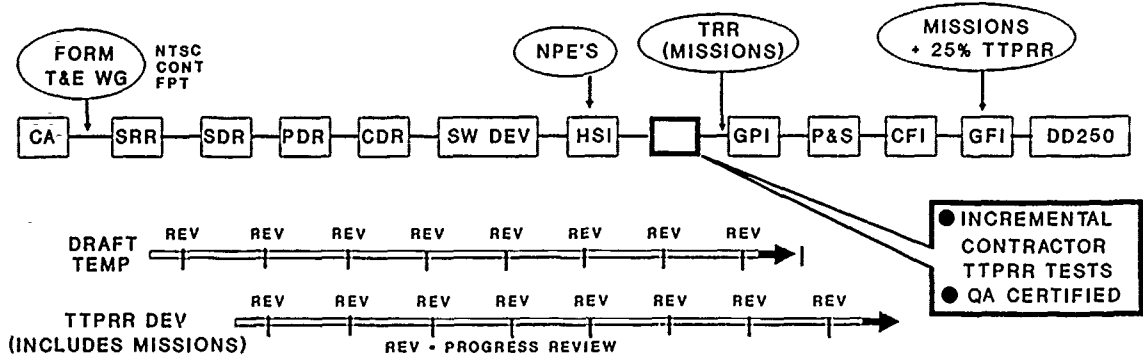 FORM
T&E WG
NTSC
CONT
FPT
NPE'S
TRR
(MISSIONS)
MISSIONS
+ 25% TTPRR
CA
SRR
SDR
PDR
CDR
SW DEV
HSI
GPI
P&S
CFI
GFI
DD250
● INCREMENTAL
CONTRACTOR
TTPRR TESTS
● QA CERTIFIED
REV REV REV REV REV REV REV REV
DRAFT
TEMP
REV REV REV REV REV REV REV REV
TTPRR DEV
(INCLUDES MISSIONS)
REV - PROGRESS REVIEW